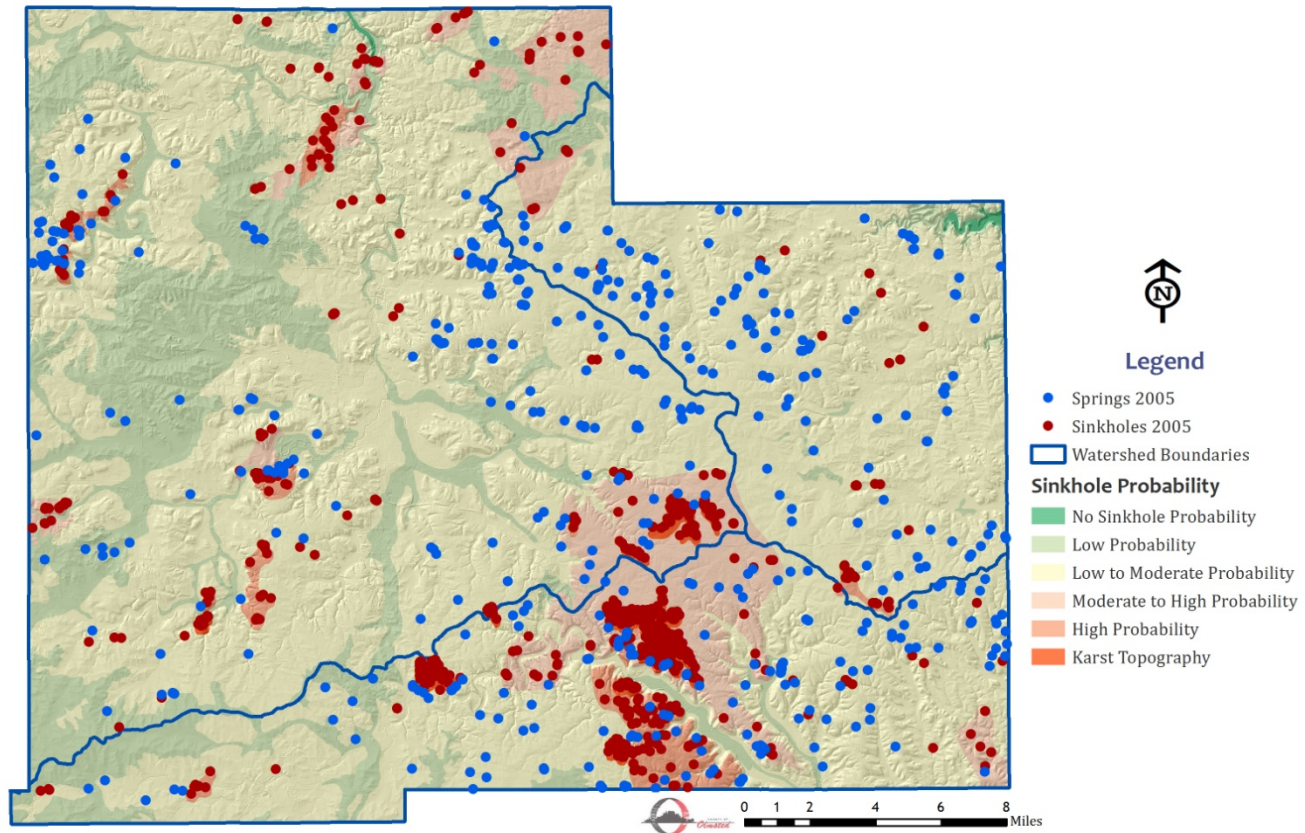 N
Legend
Springs 2005
Sinkholes 2005
Watershed Boundaries
Sinkhole Probability
No Sinkhole Probability
Low Probability
Low to Moderate Probability
Moderate to High Probability
High Probability
Karst Topography
Olmsted
0 1 2 4 6 8
Miles